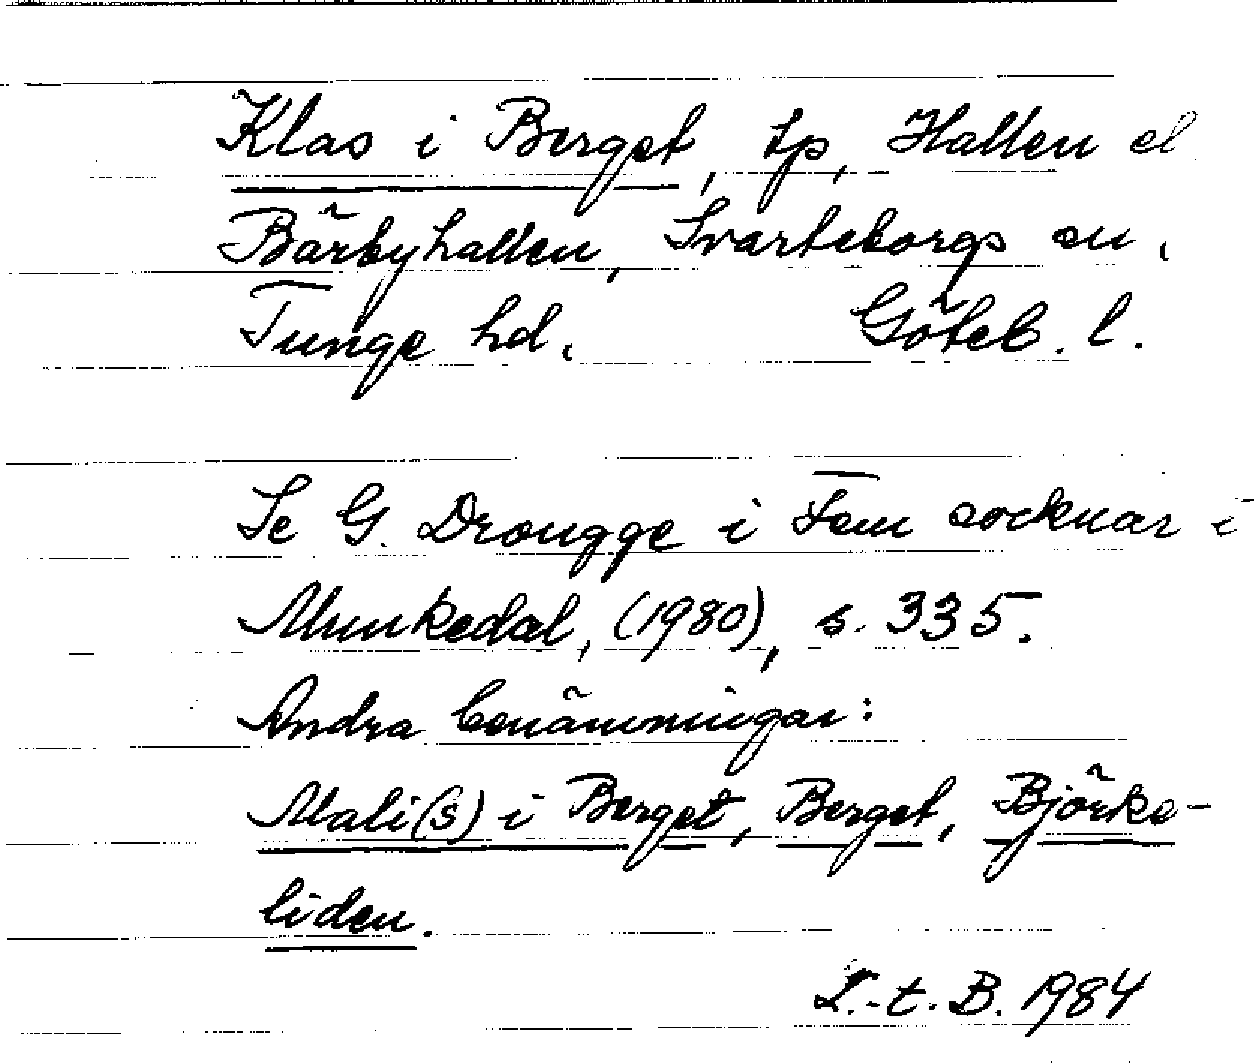 Klas i Berget, tp, Hallen el
Bärbyhallen, Svarteborgs sn,
Tunge hd, Göteb. l.
Se G. Drougge i Fem socknar i
Munkedal, (1980), s. 335.
Andra benämningar:
Mali(s) i Berget, Berget, Björke-
liden.
L.-t. B. 1984